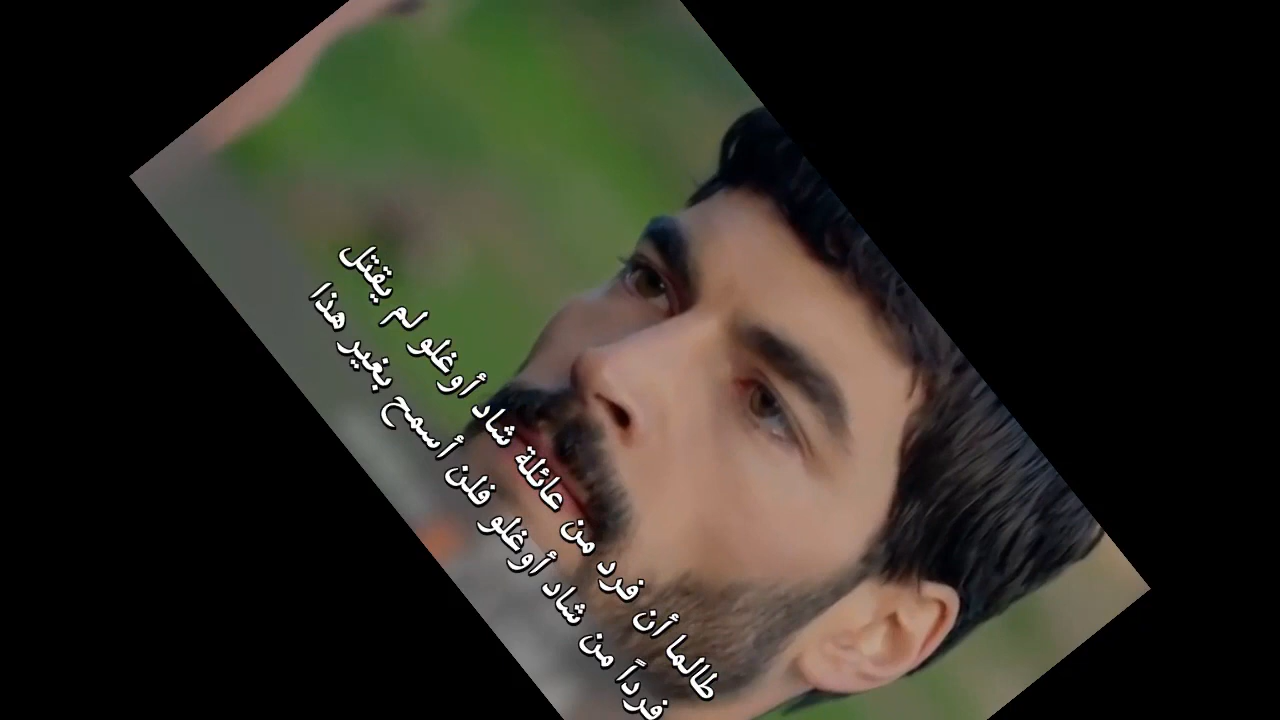 طالما أن فرد من عائلة شاد أوغلو لم يقتل
فرداً من شاد أوغلو فلن أسمح بغير هذا